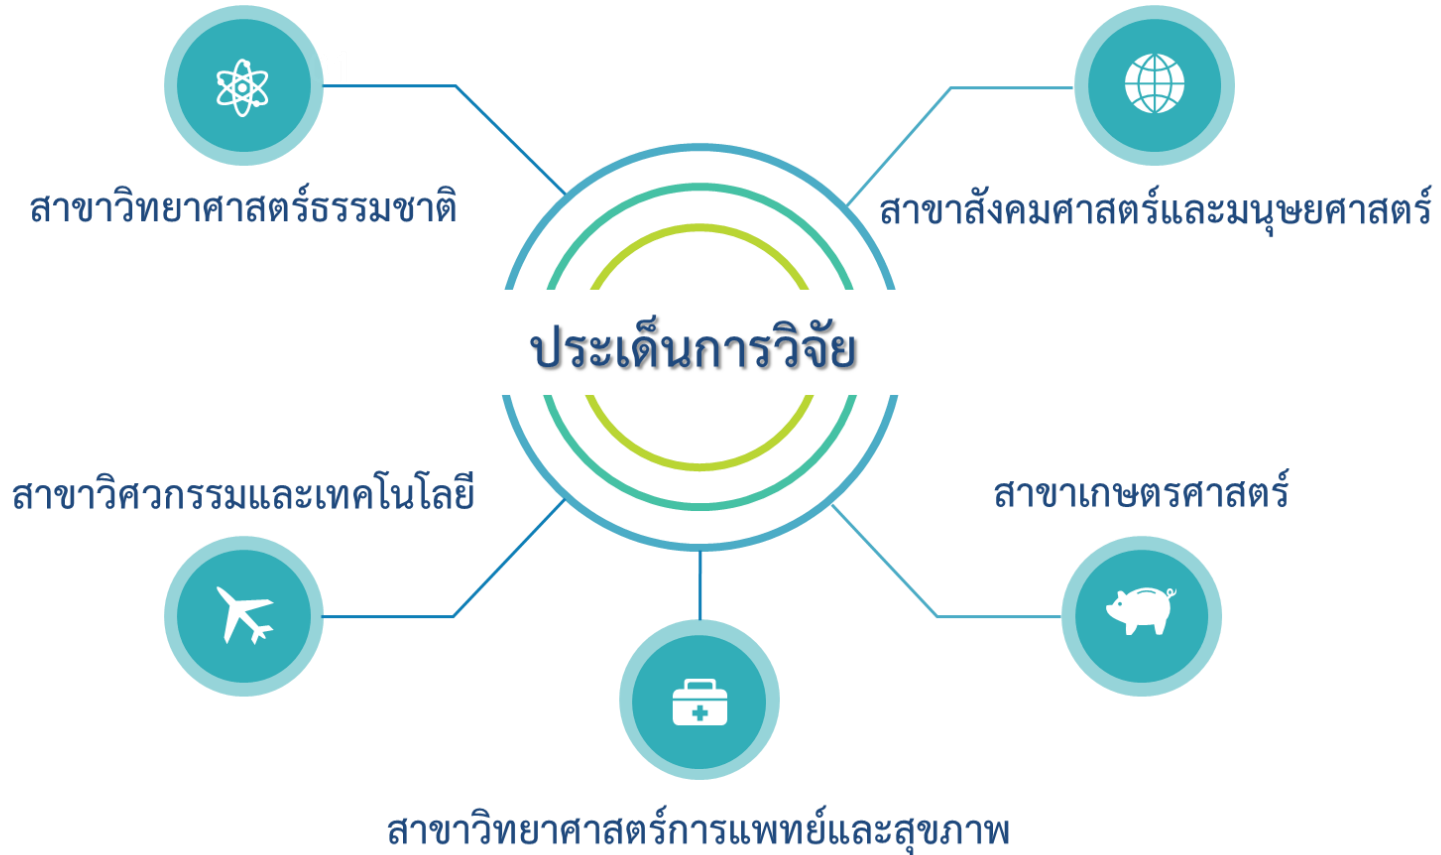 สาขาวิทยาศาสตร์ธรรมชาติ
สาขาสังคมศาสตร์และมนุษยศาสตร์
ประเด็นการวิจัย
สาขาวิศวกรรมและเทคโนโลยี
สาขาเกษตรศาสตร์
สาขาวิทยาศาสตร์การแพทย์และสุขภาพ